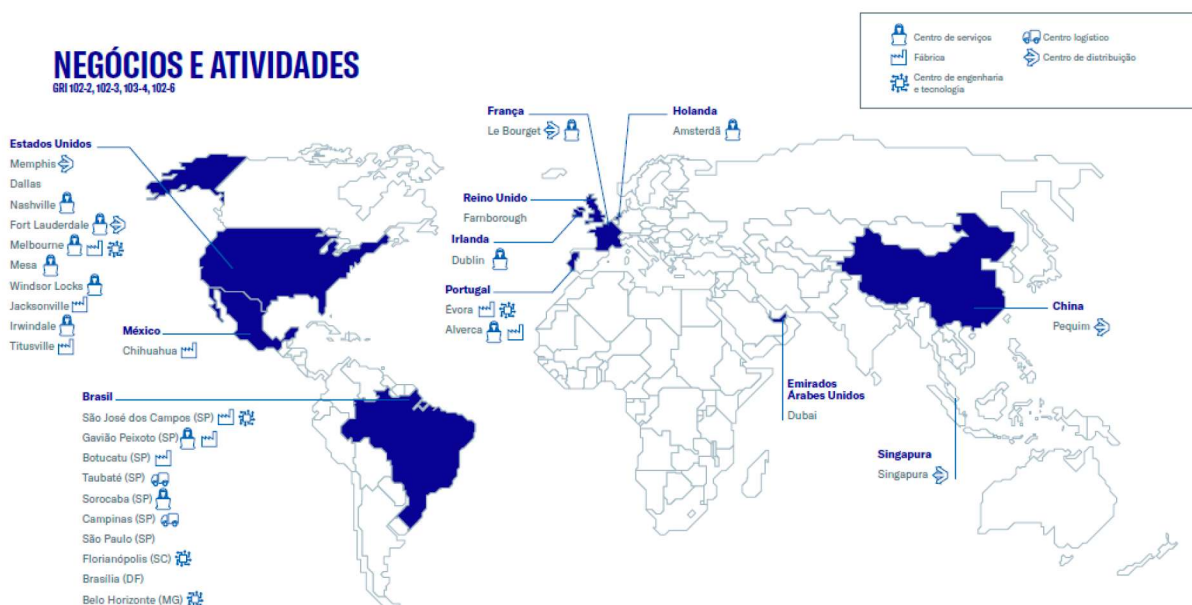 NEGÓCIOS E ATIVIDADES
GRI 102-2, 102-3, 103-4, 102-6
Centro de serviços
Fábrica
Centro de engenharia
e tecnologia
Centro logístico
Centro de distribuição
Estados Unidos
Memphis
Dallas
Nashville
Fort Lauderdale
Melbourne
Mesa
Windsor Locks
Jacksonville
Irwindale
Titusville
México
Chihuahua
Brasil
São José dos Campos (SP)
Gavião Peixoto (SP)
Botucatu (SP)
Taubaté (SP)
Sorocaba (SP)
Campinas (SP)
São Paulo (SP)
Florianópolis (SC)
Brasília (DF)
Belo Horizonte (MG)
França
Le Bourget
Holanda
Amsterdã
Reino Unido
Farnborough
Irlanda
Dublin
Portugal
Évora
Alverca
Emirados
Árabes Unidos
Dubai
China
Pequim
Singapura
Singapura